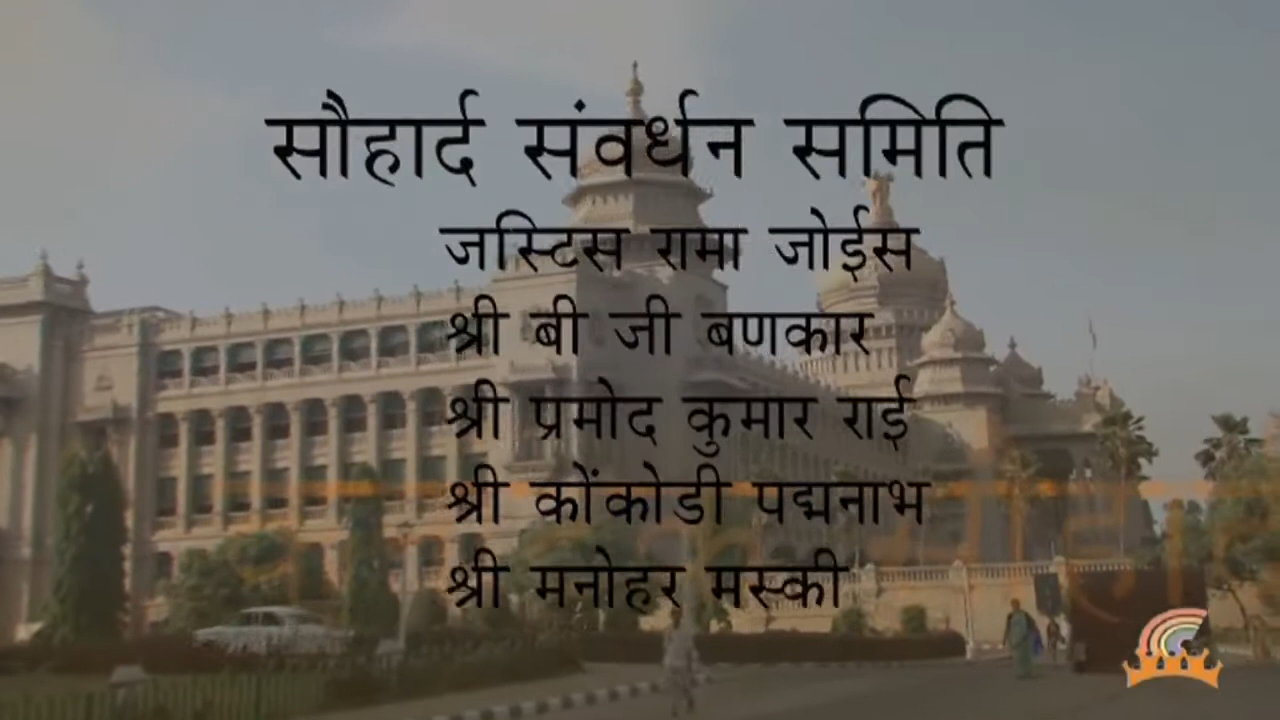 सौहार्द संवर्धन समिति
जस्टिस रामा जोईस
श्री बी जी बणकार
श्री प्रमोद कुमार राई
श्री कोंकोडी पद्मनाभ
श्री मनोहर मस्की